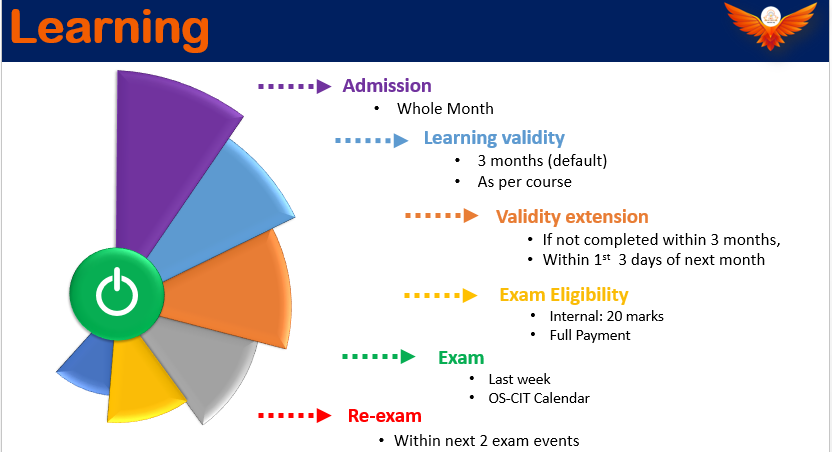 Learning
Admission
• Whole Month
Learning validity
• 3 months (default)
• As per course
Validity extension
• If not completed within 3 months,
• Within 1st 3 days of next month
Exam Eligibility
• Internal: 20 marks
• Full Payment
Exam
• Last week
• OS-CIT Calendar
Re-exam
• Within next 2 exam events